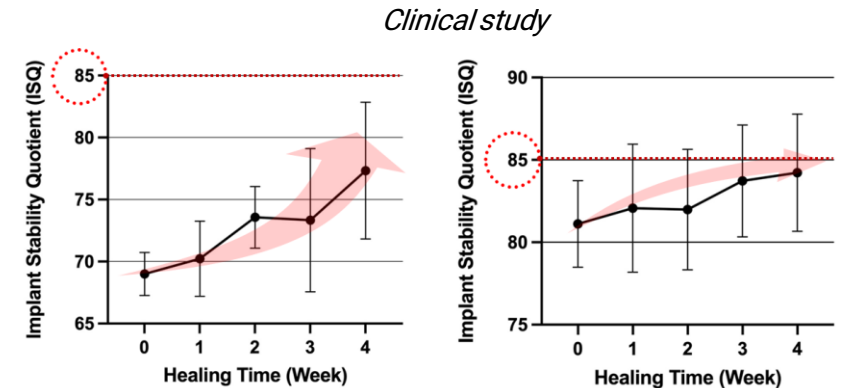 Clinical study
Implant Stability Quotient (ISQ)
85
80
75
70
65
0 1 2 3 4
Healing Time (Week)
Implant Stability Quotient (ISQ)
90
85
80
75
0 1 2 3 4
Healing Time (Week)